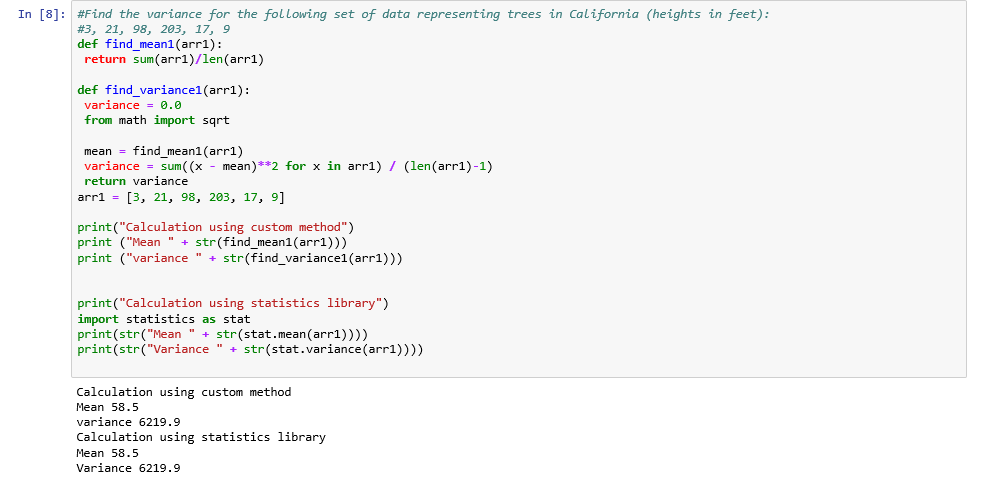 In [8]: #Find the variance for the following set of data representing trees in California (heights in feet):
#3, 21, 98, 203, 17, 9
def find_mean1(arr1):
 return sum(arr1)/len(arr1)

def find_variance1(arr1):
 variance = 0.0
 from math import sqrt

 mean = find_mean1(arr1)
 variance = sum((x - mean)**2 for x in arr1) / (len(arr1)-1)
 return variance
arr1 = [3, 21, 98, 203, 17, 9]

print("Calculation using custom method")
print ("Mean " + str(find_mean1(arr1)))
print ("variance " + str(find_variance1(arr1)))

print("Calculation using statistics library")
import statistics as stat
print(str("Mean " + str(stat.mean(arr1))))
print(str("Variance " + str(stat.variance(arr1))))

Calculation using custom method
Mean 58.5
variance 6219.9
Calculation using statistics library
Mean 58.5
Variance 6219.9